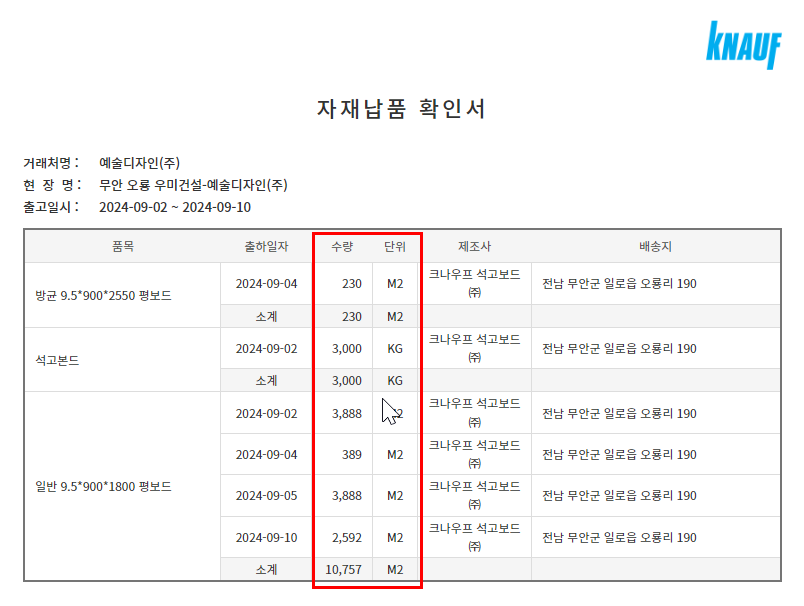 KNAUF
자재납품 확인서
거래처명 : 예술디자인(주)
현 장 명 : 무안 오룡 우미건설-예술디자인(주)
출고일시 : 2024-09-02 ~ 2024-09-10
품목 출하일자 수량 단위 제조사 배송지
방균 9.5*900*2550 평보드 2024-09-04 230 M2 크나우프 석고보드 ㈜ 전남 무안군 일로읍 오룡리 190
소계 230 M2
석고본드 2024-09-02 3,000 KG 크나우프 석고보드 ㈜ 전남 무안군 일로읍 오룡리 190
소계 3,000 KG
일반 9.5*900*1800 평보드 2024-09-02 3,888 크나우프 석고보드 ㈜ 전남 무안군 일로읍 오룡리 190
2024-09-04 389 M2 크나우프 석고보드 ㈜ 전남 무안군 일로읍 오룡리 190
2024-09-05 3,888 M2 크나우프 석고보드 ㈜ 전남 무안군 일로읍 오룡리 190
2024-09-10 2,592 M2 크나우프 석고보드 ㈜ 전남 무안군 일로읍 오룡리 190
소계 10,757 M2